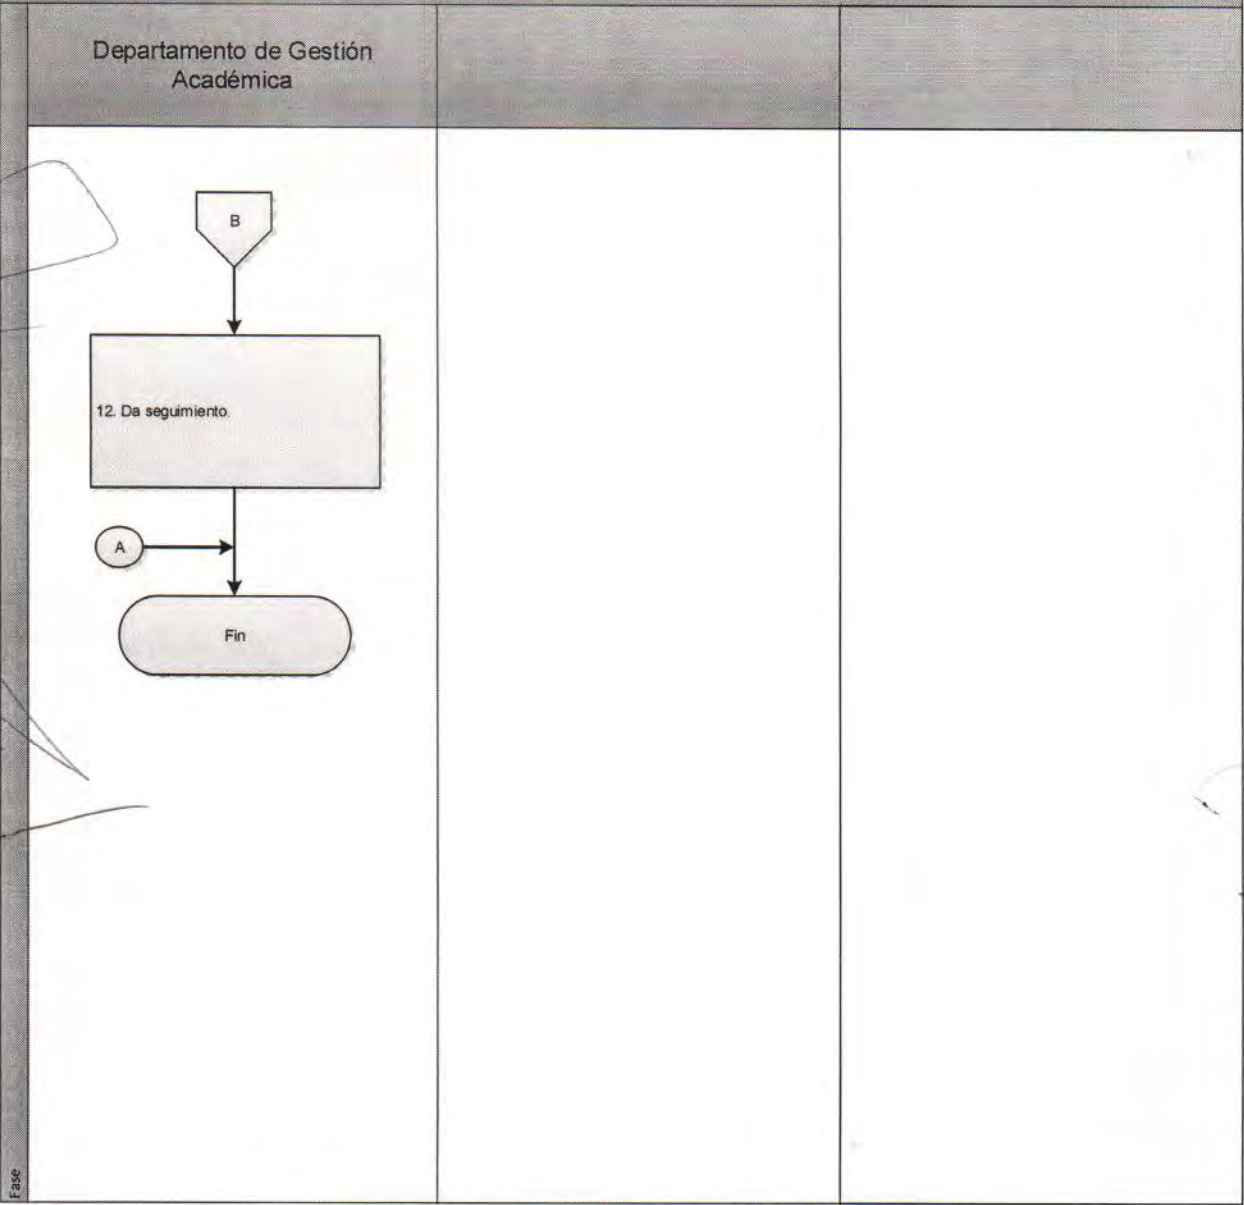 Departamento de Gestión
Académica
B
12. Da seguimiento.
A
Fin
Fase